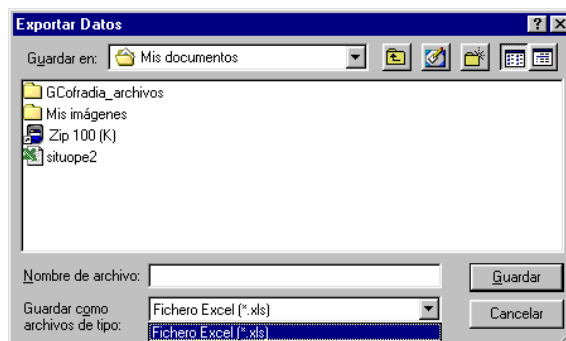 Exportar Datos
Guardar en: Mis documentos
GCofradia_archivos
Mis imágenes
Zip 100 (K)
situope2
Nombre de archivo:
Guardar
Guardar como archivos de tipo:
Fichero Excel (*.xls)
Cancelar
Fichero Excel (*.xls)